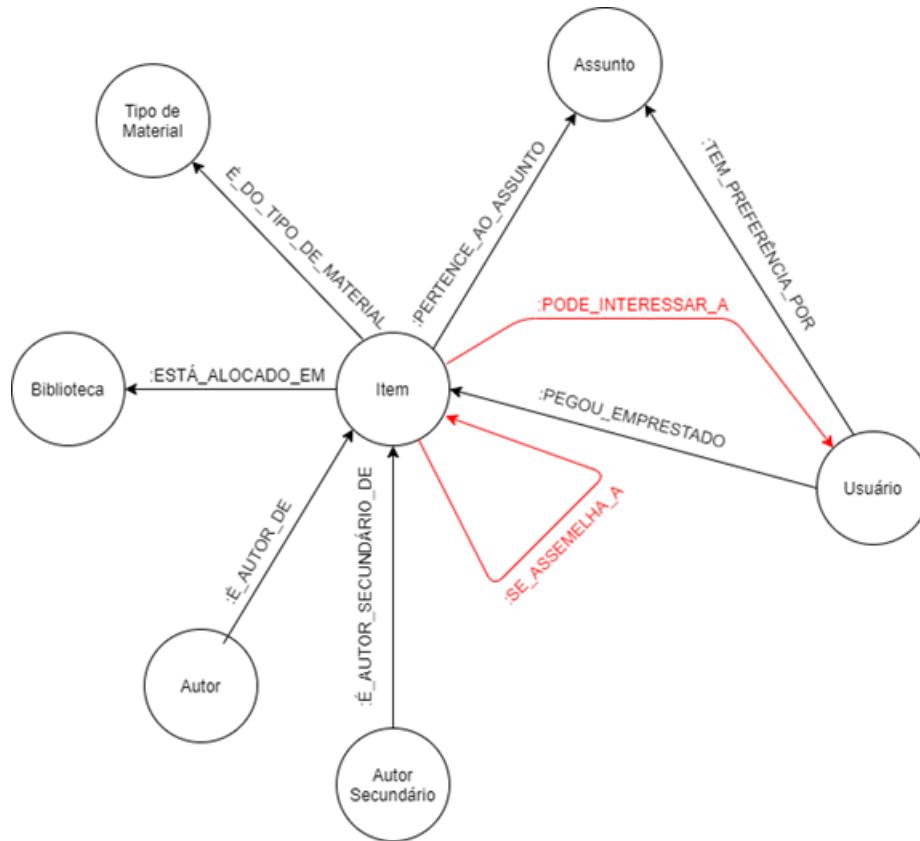 Assunto
Tipo de
Material
:TEM_PREFERÊNCIA_POR
:PERTENCE_AO_ASSUNTO
É_DO_TIPO_DE_MATERIAL
:PODE_INTERESSAR_A
:ESTÁ_ALOCADO_EM
Biblioteca
Item
:PEGOU_EMPRESTADO
Usuário
:SE_ASSEMELHA_A
:É_AUTOR_DE
:É_AUTOR_SECUNDÁRIO_DE
Autor
Autor
Secundário